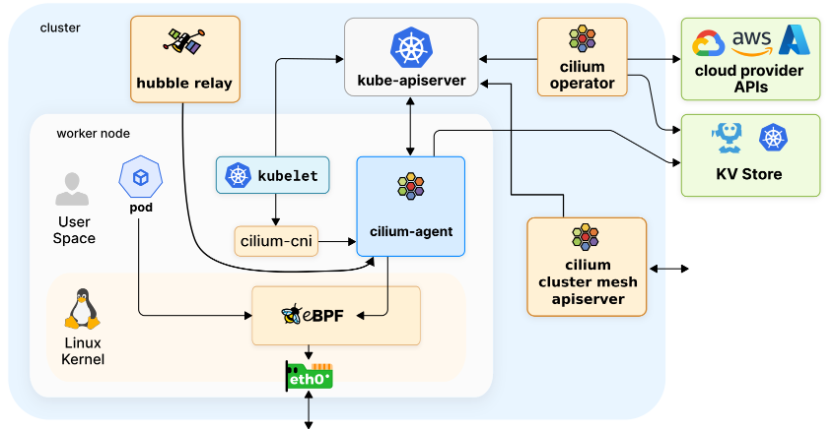 cluster
hubble relay
kube-apiserver
cilium
operator
aws
cloud provider
APIs
KV Store
worker node
User
Space
pod
kubelet
cilium-cni
cilium-agent
cilium
cluster mesh
apiserver
Linux
Kernel
eBPF
eth0